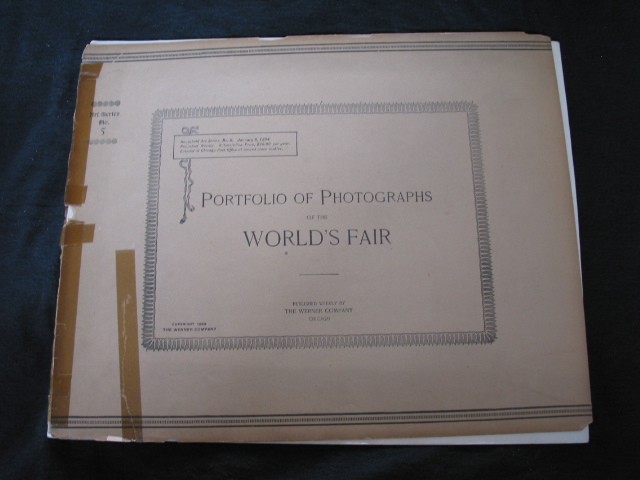 Art Series
No.
5
PORTFOLIO OF PHOTOGRAPHS
OF THE
WORLD'S FAIR
PUBLISHED WEEKLY BY
THE WERNER COMPANY
CHICAGO
COPYRIGHT 1893
THE WERNER COMPANY